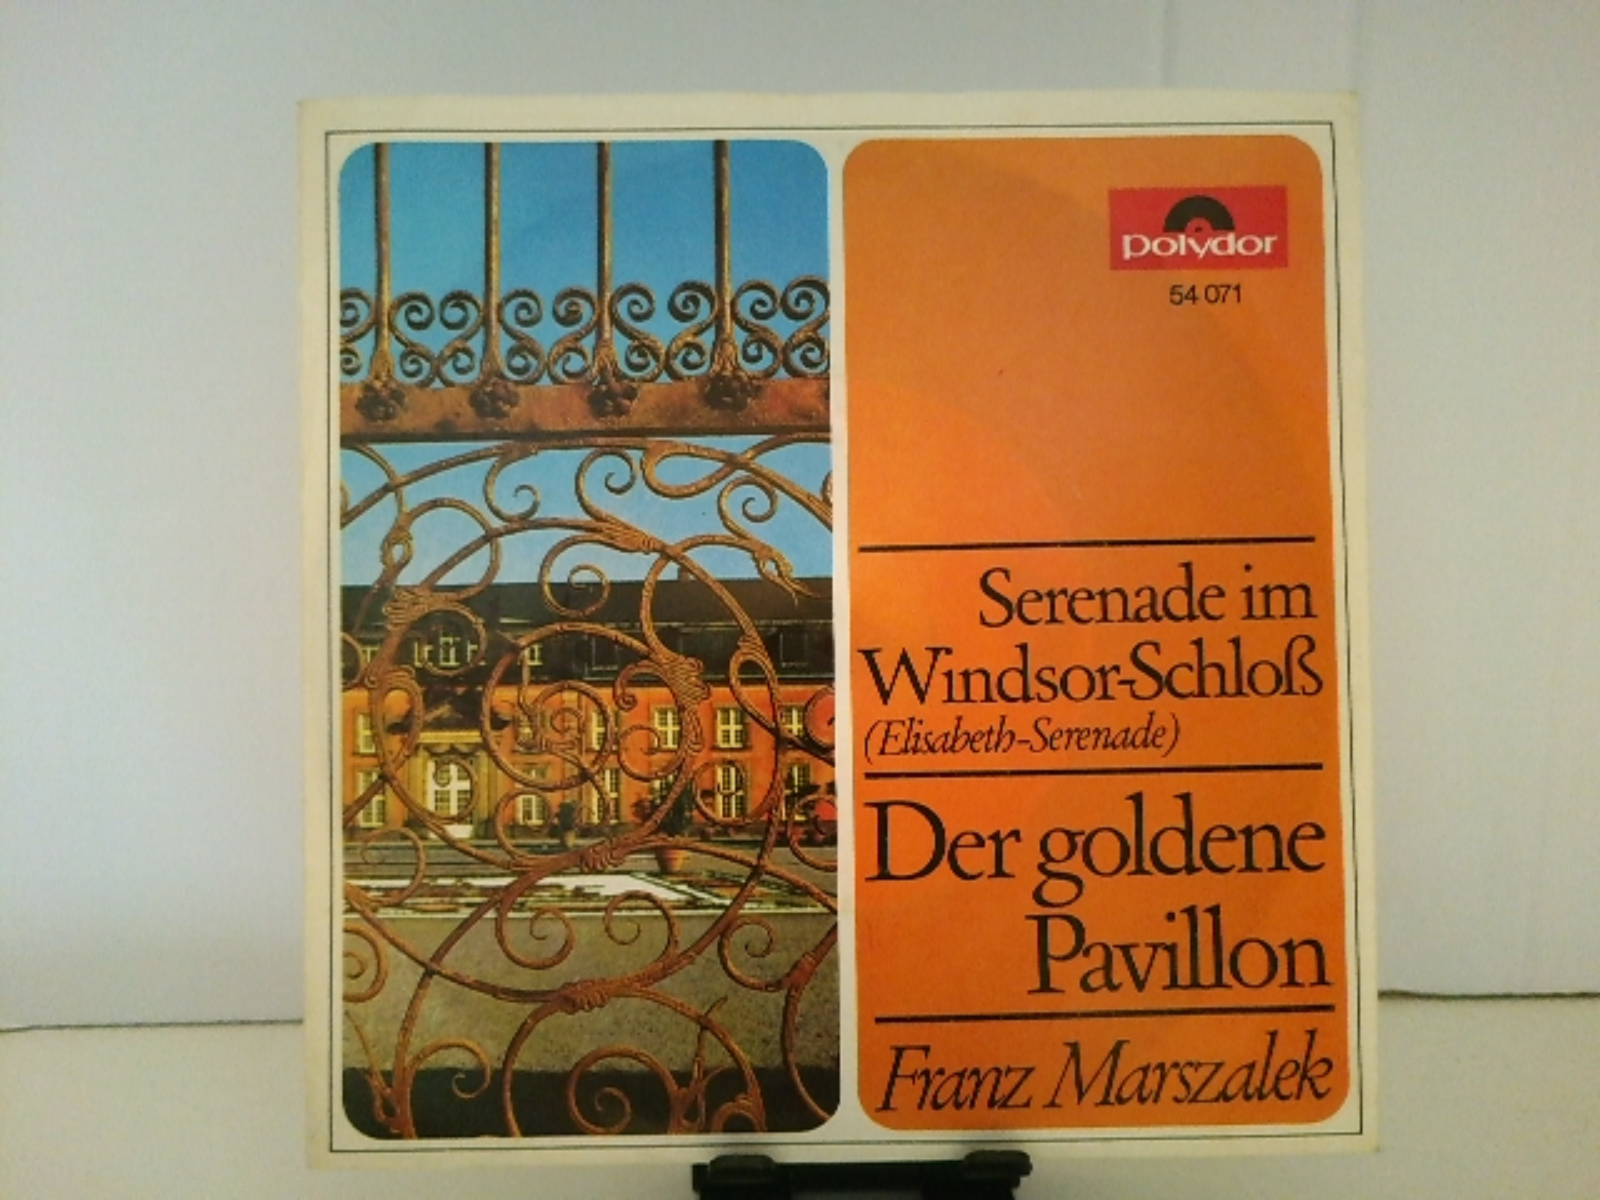 polydor
54 071
Serenade im
Windsor-Schloß
(Elisabeth-Serenade)
Der goldene
Pavillon
Franz Marszalek